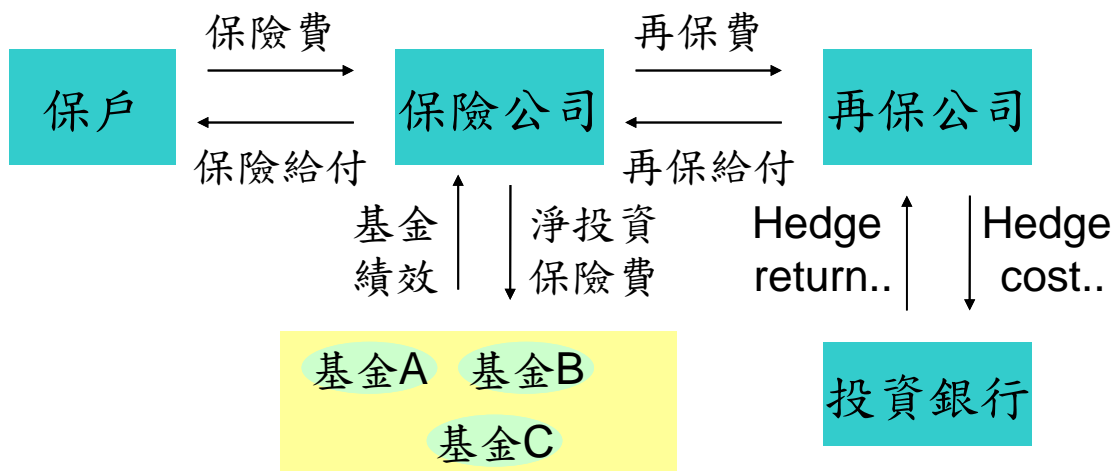 保險費
再保費
保戶
保險公司
再保公司
保險給付
再保給付
基金
績效
淨投資
保險費
Hedge
return..
Hedge
cost..
基金A
基金B
基金C
投資銀行